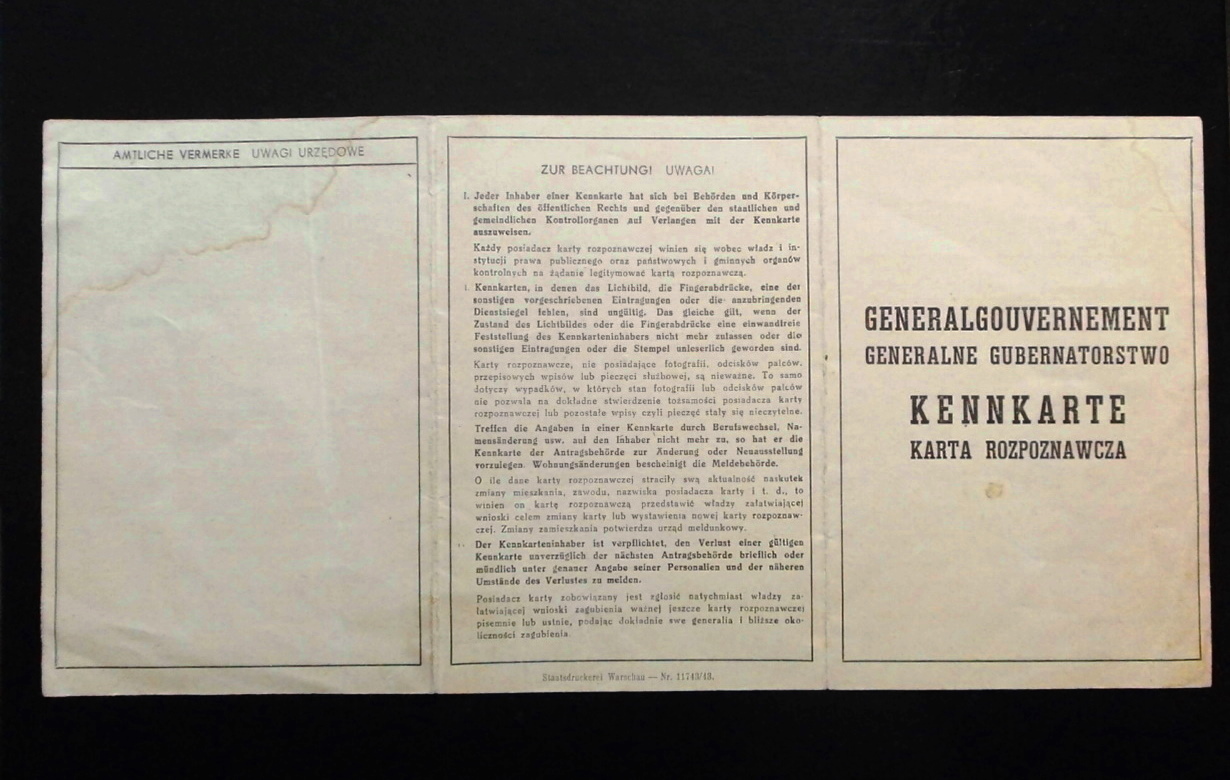 AMTLICHE VERMERKE UWAGI URZĘDOWE
ZUR BEACHTUNG! UWAGA!
1. Jeder Inhaber einer Kennkarte hat sich bei Behörden und Körper-
schaften des öffentlichen Rechts und gegenüber den staatlichen und
gemeindlichen Kontrollorganen auf Verlangen mit der Kennkarte
auszuweisen.
Każdy posiadacz karty rozpoznawczej winien się wobec władz i in-
stytucji prawa publicznego oraz państwowych i gminnych organów
kontrolnych na żądanie legitymować kartą rozpoznawczą.
Kennkarten, in denen das Lichtbild, die Fingerabdrücke, eine der
sonstigen vorgeschriebenen Eintragungen oder die anzubringenden
Dienstsiegel fehlen, sind ungültig. Das gleiche gilt, wenn der
Zustand des Lichtbildes oder die Fingerabdrücke eine einwandfreie
Feststellung des Kennkarteninhabers nicht mehr zulassen oder die
sonstigen Eintragungen oder die Stempel unleserlich geworden sind.
Karty rozpoznawcze, nie posiadające fotografii, odcisków palców,
przepisowych wpisów lub pieczęci służbowej, są nieważne. To samo
dotyczy wypadków, w których stan fotografii lub odcisków palców
nie pozwala na dokładne stwierdzenie tożsamości posiadacza karty
rozpoznawczej lub pozostałe wpisy czyli pieczęć stały się nieczytelne.
Treffen die Angaben in einer Kennkarte durch Berufswechsel, Na-
mensänderung usw. auf den Inhaber nicht mehr zu, so hat er die
Kennkarte der Antragsbehörde zur Änderung oder Neuausstellung
vorzulegen. Wohnungsänderungen bescheinigt die Meldebehörde.
O ile dane karty rozpoznawczej straciły swą aktualność naskutek
zmiany mieszkania, zawodu, nazwiska posiadacza karty i t. d., to
winien on kartę rozpoznawczą przedstawić władzy załatwiającej
wnioski celem zmiany karty lub wystawienia nowej karty rozpoznaw-
czej. Zmiany zamieszkania potwierdza urząd meldunkowy.
Der Kennkarteninhaber ist verpflichtet, den Verlust einer gültigen
Kennkarte unverzüglich der nächsten Antragsbehörde brieflich oder
mündlich unter genauer Angabe seiner Personalien und der näheren
Umstände des Verlustes zu melden.
Posiadacz karty zobowiązany jest zgłosić natychmiast władzy za-
łatwiającej wnioski zagubienia ważnej jeszcze karty rozpoznawczej
pisemnie lub ustnie, podając dokładnie swe generalia i bliższe oko-
liczności zagubienia.
Staatsdruckerei Warschau — Nr. 11743/43.
GENERALGOUVERNEMENT
GENERALNE GUBERNATORSTWO
KENNKARTE
KARTA ROZPOZNAWCZA